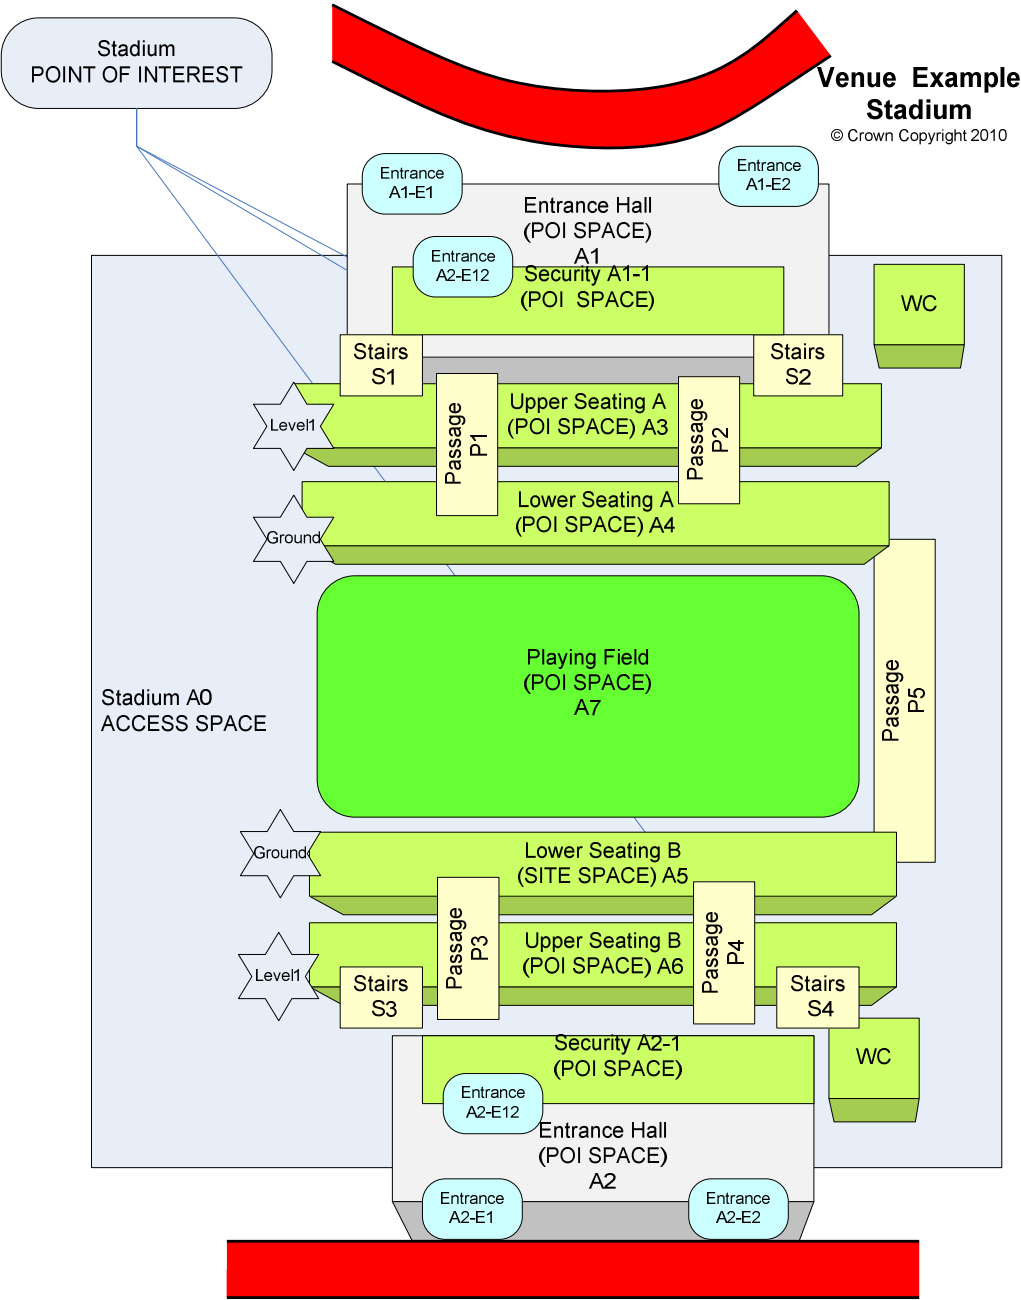 Stadium
POINT OF INTEREST
Venue  Example
Stadium
© Crown Copyright 2010
Entrance
A1-E1
Entrance
A1-E2
Entrance Hall
(POI SPACE)
A1
Entrance
A2-E12
Security A1-1
(POI  SPACE)
WC
Stairs
S1
Stairs
S2
Level1
Upper Seating A
(POI SPACE) A3
Passage
P1
Passage
P2
Ground
Lower Seating A
(POI SPACE) A4
Playing Field
(POI SPACE)
A7
Stadium A0
ACCESS SPACE
Passage
P5
Ground
Lower Seating B
(SITE SPACE) A5
Passage
P3
Passage
P4
Level1
Upper Seating B
(POI SPACE) A6
Stairs
S3
Stairs
S4
Security A2-1
(POI SPACE)
WC
Entrance
A2-E12
Entrance Hall
(POI SPACE)
A2
Entrance
A2-E1
Entrance
A2-E2